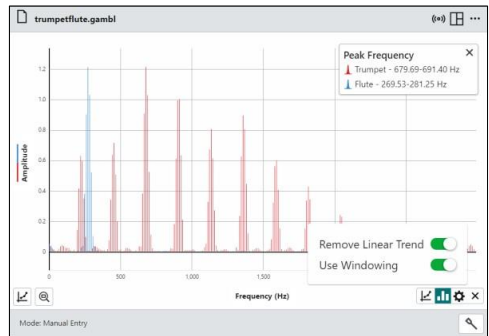 trumpetflute.gambl
Peak Frequency
Trumpet - 679.69-691.40 Hz
Flute - 269.53-281.25 Hz
Amplitude
1.2
1.0
0.8
0.6
0.4
0.2
0
0 500 1,000 1,500
Frequency (Hz)
Remove Linear Trend
Use Windowing
Mode: Manual Entry